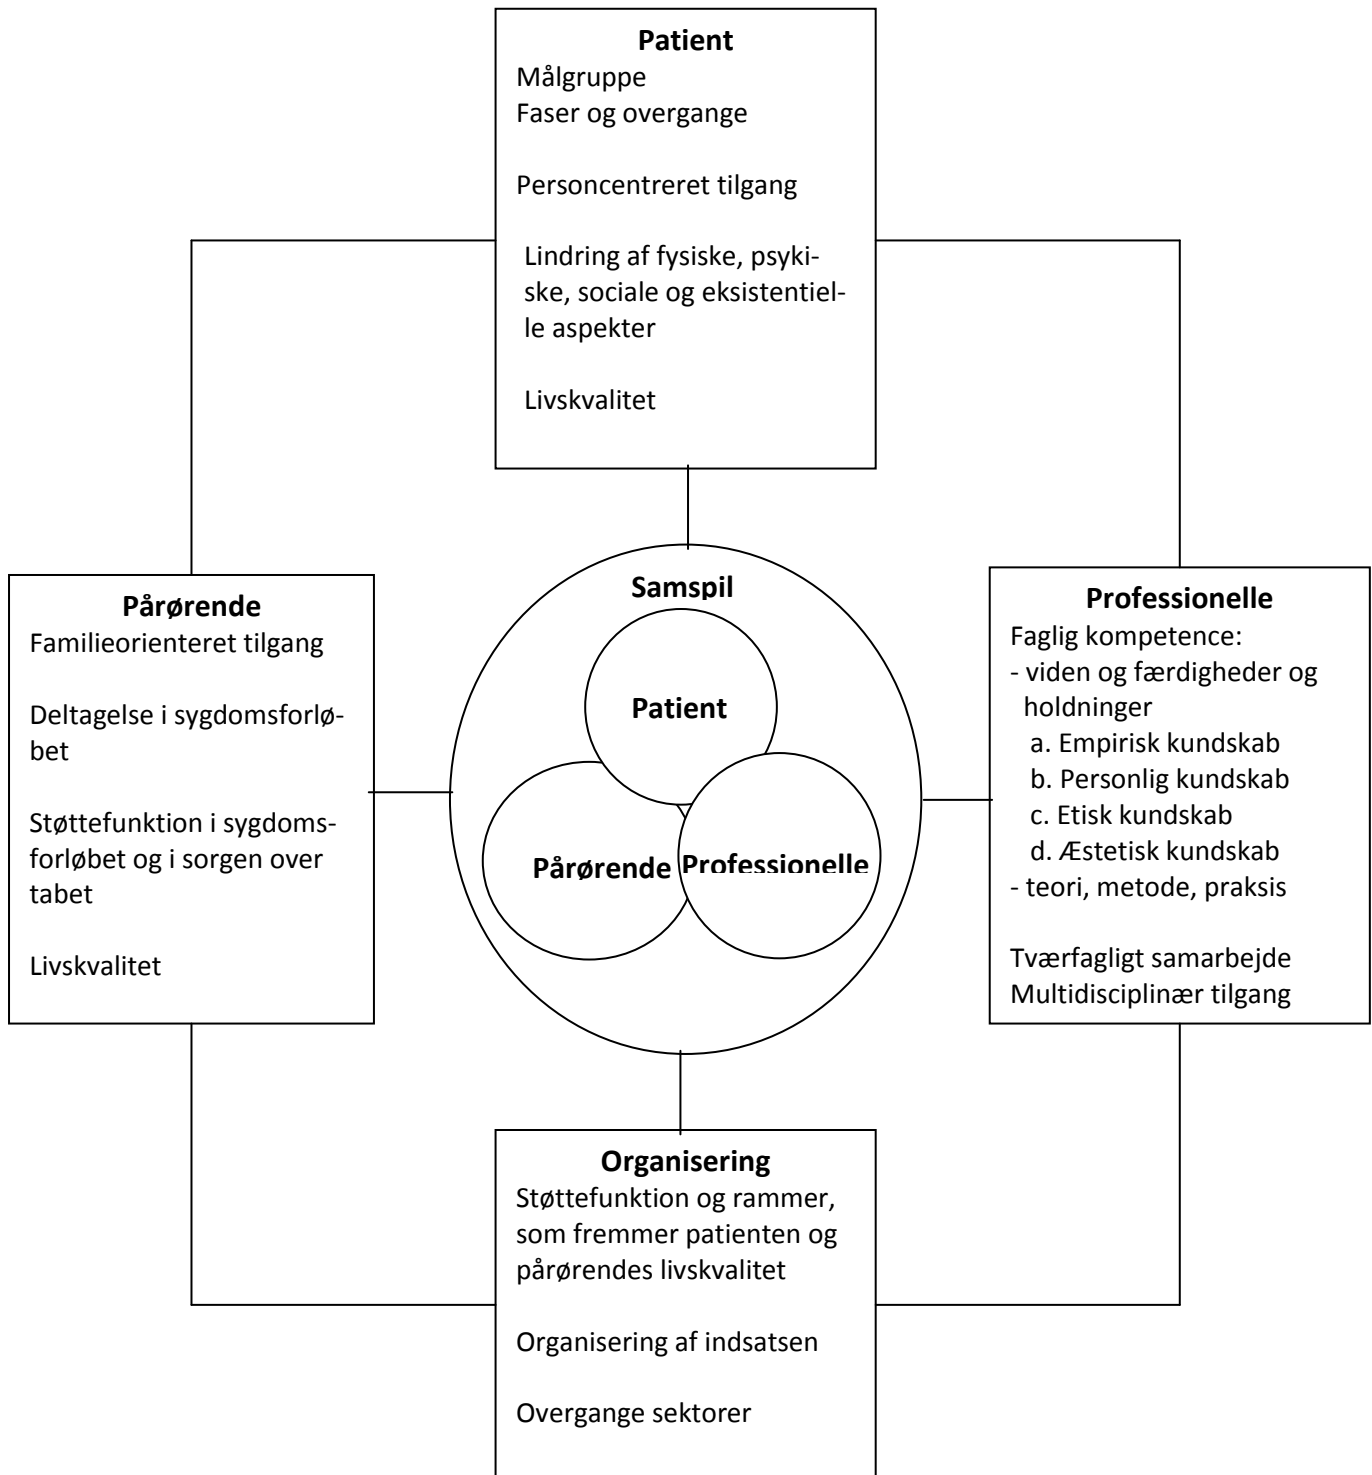 Patient
Målgruppe
Faser og overgange
Personcentreret tilgang
Lindring af fysiske, psyki-
ske, sociale og eksistentiel-
le aspekter
Livskvalitet
Pårørende
Familieorienteret tilgang
Deltagelse i sygdomsforlø-
bet
Støttefunktion i sygdoms-
forløbet og i sorgen over
tabet
Livskvalitet
Samspil
Patient
Pårørende
Professionelle
Professionelle
Faglig kompetence:
- viden og færdigheder og
holdninger
a. Empirisk kundskab
b. Personlig kundskab
c. Etisk kundskab
d. Æstetisk kundskab
- teori, metode, praksis
Tværfagligt samarbejde
Multidisciplinær tilgang
Organisering
Støttefunktion og rammer,
som fremmer patienten og
pårørendes livskvalitet
Organisering af indsatsen
Overgange sektorer